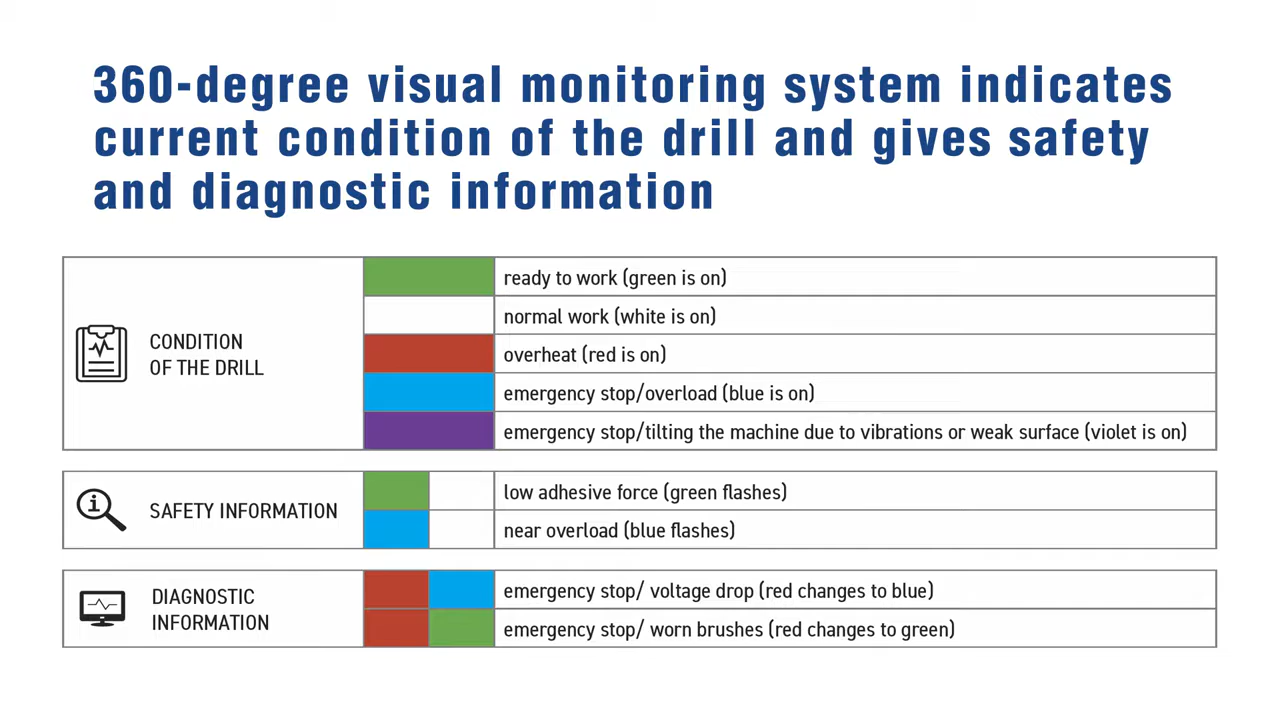 360-degree visual monitoring system indicates
current condition of the drill and gives safety
and diagnostic information
CONDITION
OF THE DRILL
ready to work (green is on)
normal work (white is on)
overheat (red is on)
emergency stop/overload (blue is on)
emergency stop/tilting the machine due to vibrations or weak surface (violet is on)
SAFETY INFORMATION
low adhesive force (green flashes)
near overload (blue flashes)
DIAGNOSTIC
INFORMATION
emergency stop/ voltage drop (red changes to blue)
emergency stop/ worn brushes (red changes to green)